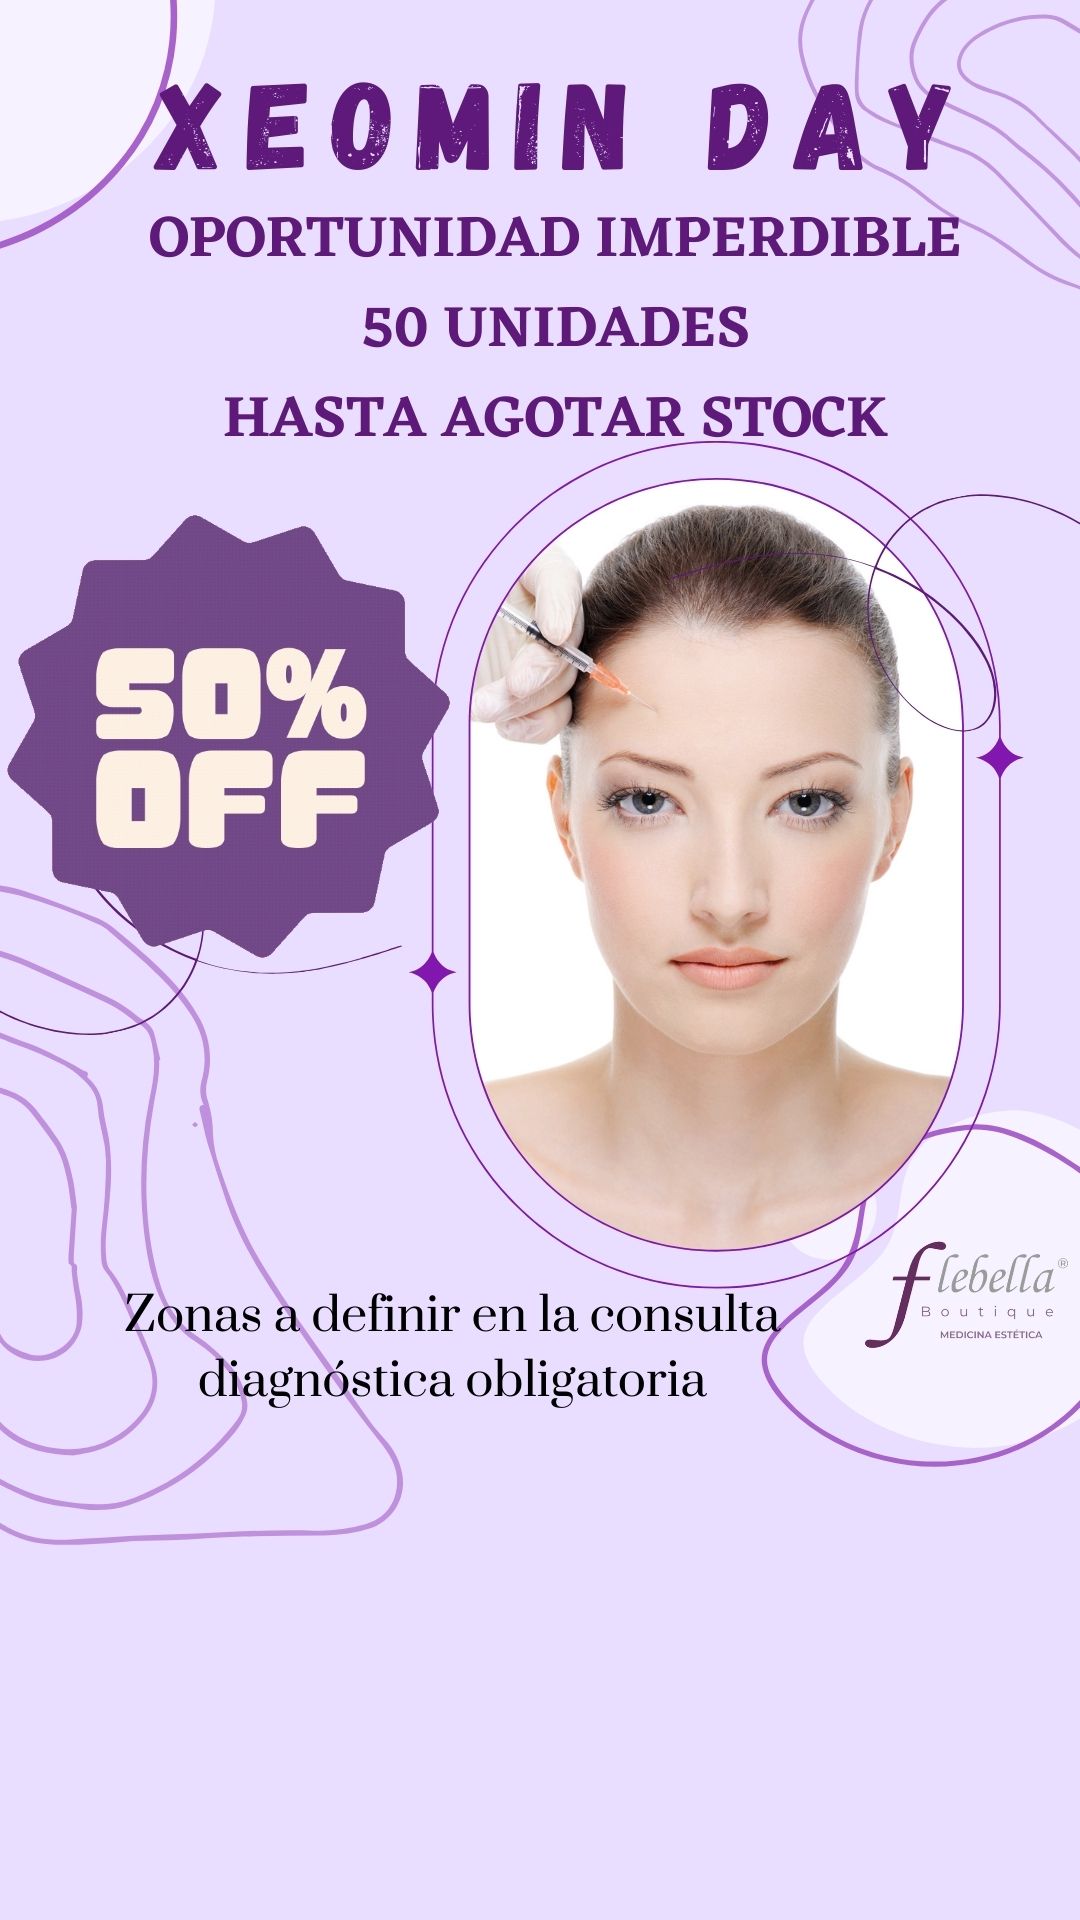 XEOMIN DAY
OPORTUNIDAD IMPERDIBLE
50 UNIDADES
HASTA AGOTAR STOCK
50%
OFF
flebella®
Boutique
MEDICINA ESTÉTICA
Zonas a definir en la consulta
diagnóstica obligatoria